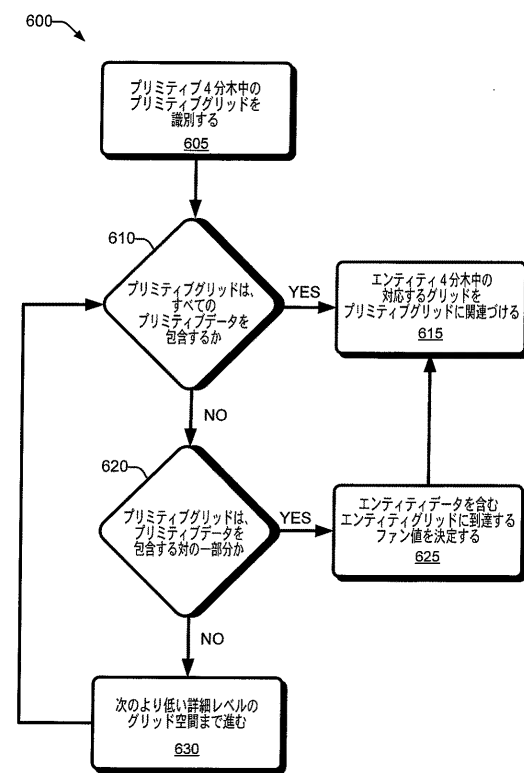 600
プリミティブ4分木中の
プリミティブグリッドを
識別する
605
610
プリミティブグリッドは、
すべての
プリミティブデータを
包含するか
YES
エンティティ4分木中の
対応するグリッドを
プリミティブグリッドに関連づける
615
NO
620
プリミティブグリッドは、
プリミティブデータを
包含する対の一部分か
YES
エンティティデータを含む
エンティティグリッドに到達する
ファン値を決定する
625
NO
次のより低い詳細レベルの
グリッド空間まで進む
630